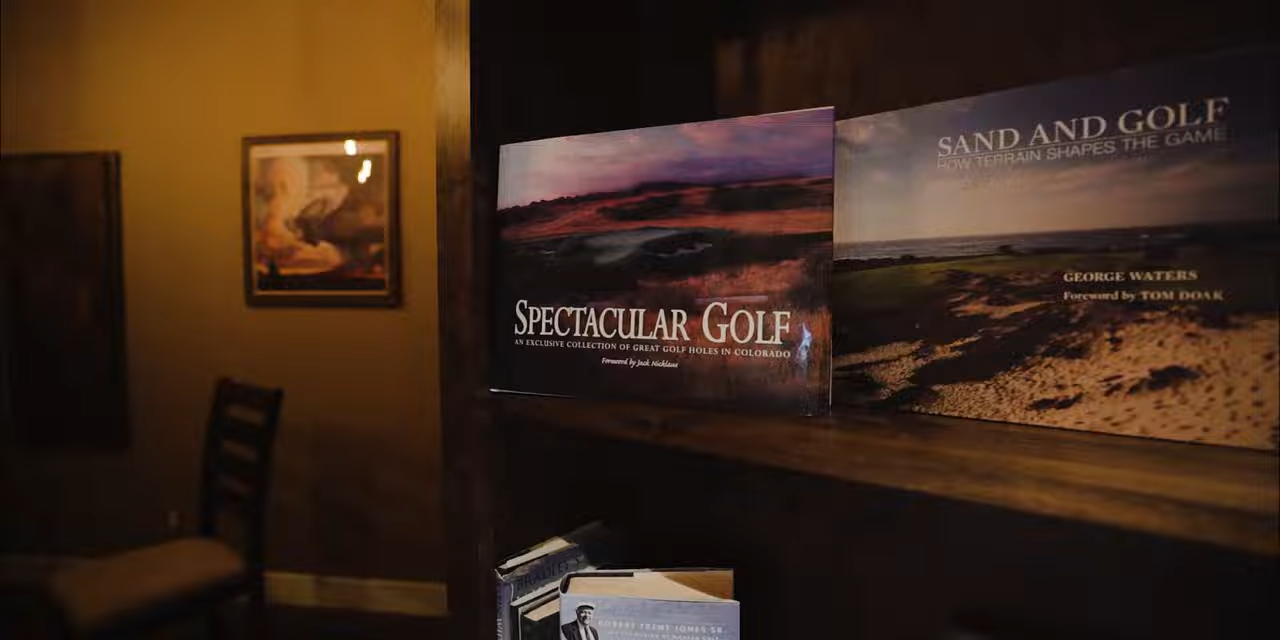 SPECTACULAR GOLF
AN EXCLUSIVE COLLECTION OF GREAT GOLF HOLES IN COLORADO
Foreword by Jack Nicklaus
SAND AND GOLF
HOW TERRAIN SHAPES THE GAME
GEORGE WATERS
Foreword by TOM DOAK
BRADLEY
ROBERT TRENT JONES SR.